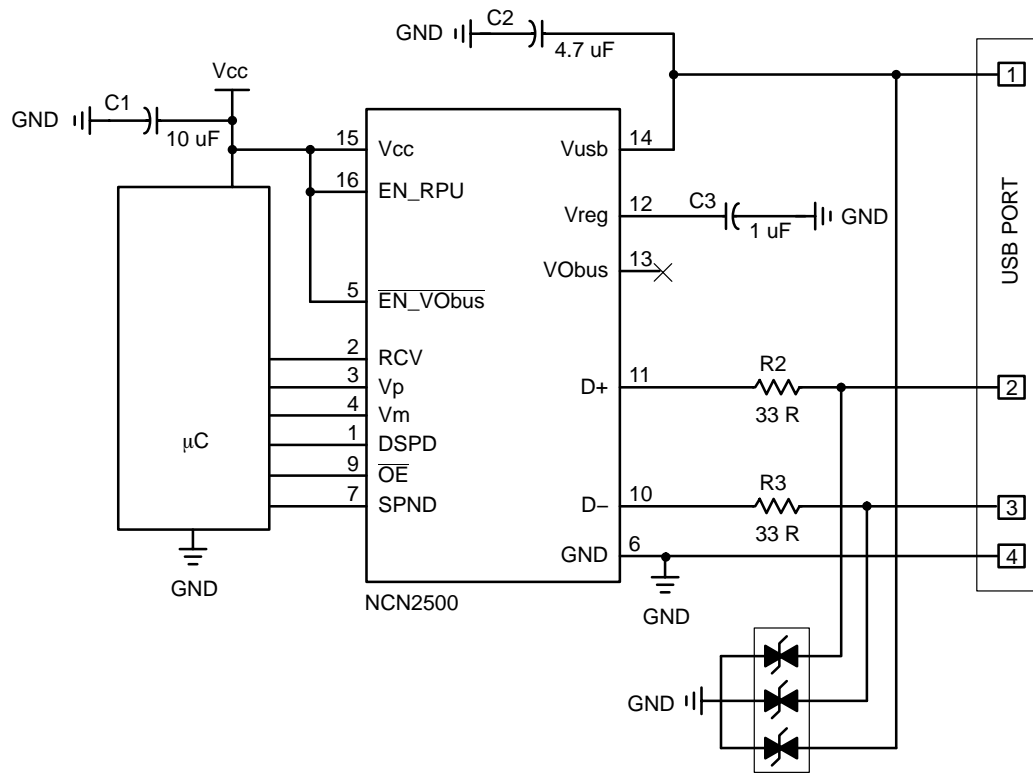 C2
GND
4.7 uF
Vcc
1
C1
GND
10 uF
15
Vcc
Vusb
14
16
EN_RPU
12
Vreg
C3
GND
1 uF
USB PORT
13
VObus
5
EN_VObus
2
RCV
3
Vp
D+
11
R2
33 R
2
4
Vm
µC
1
DSPD
9
OE
7
SPND
D–
10
R3
33 R
3
GND
6
4
GND
GND
NCN2500
GND